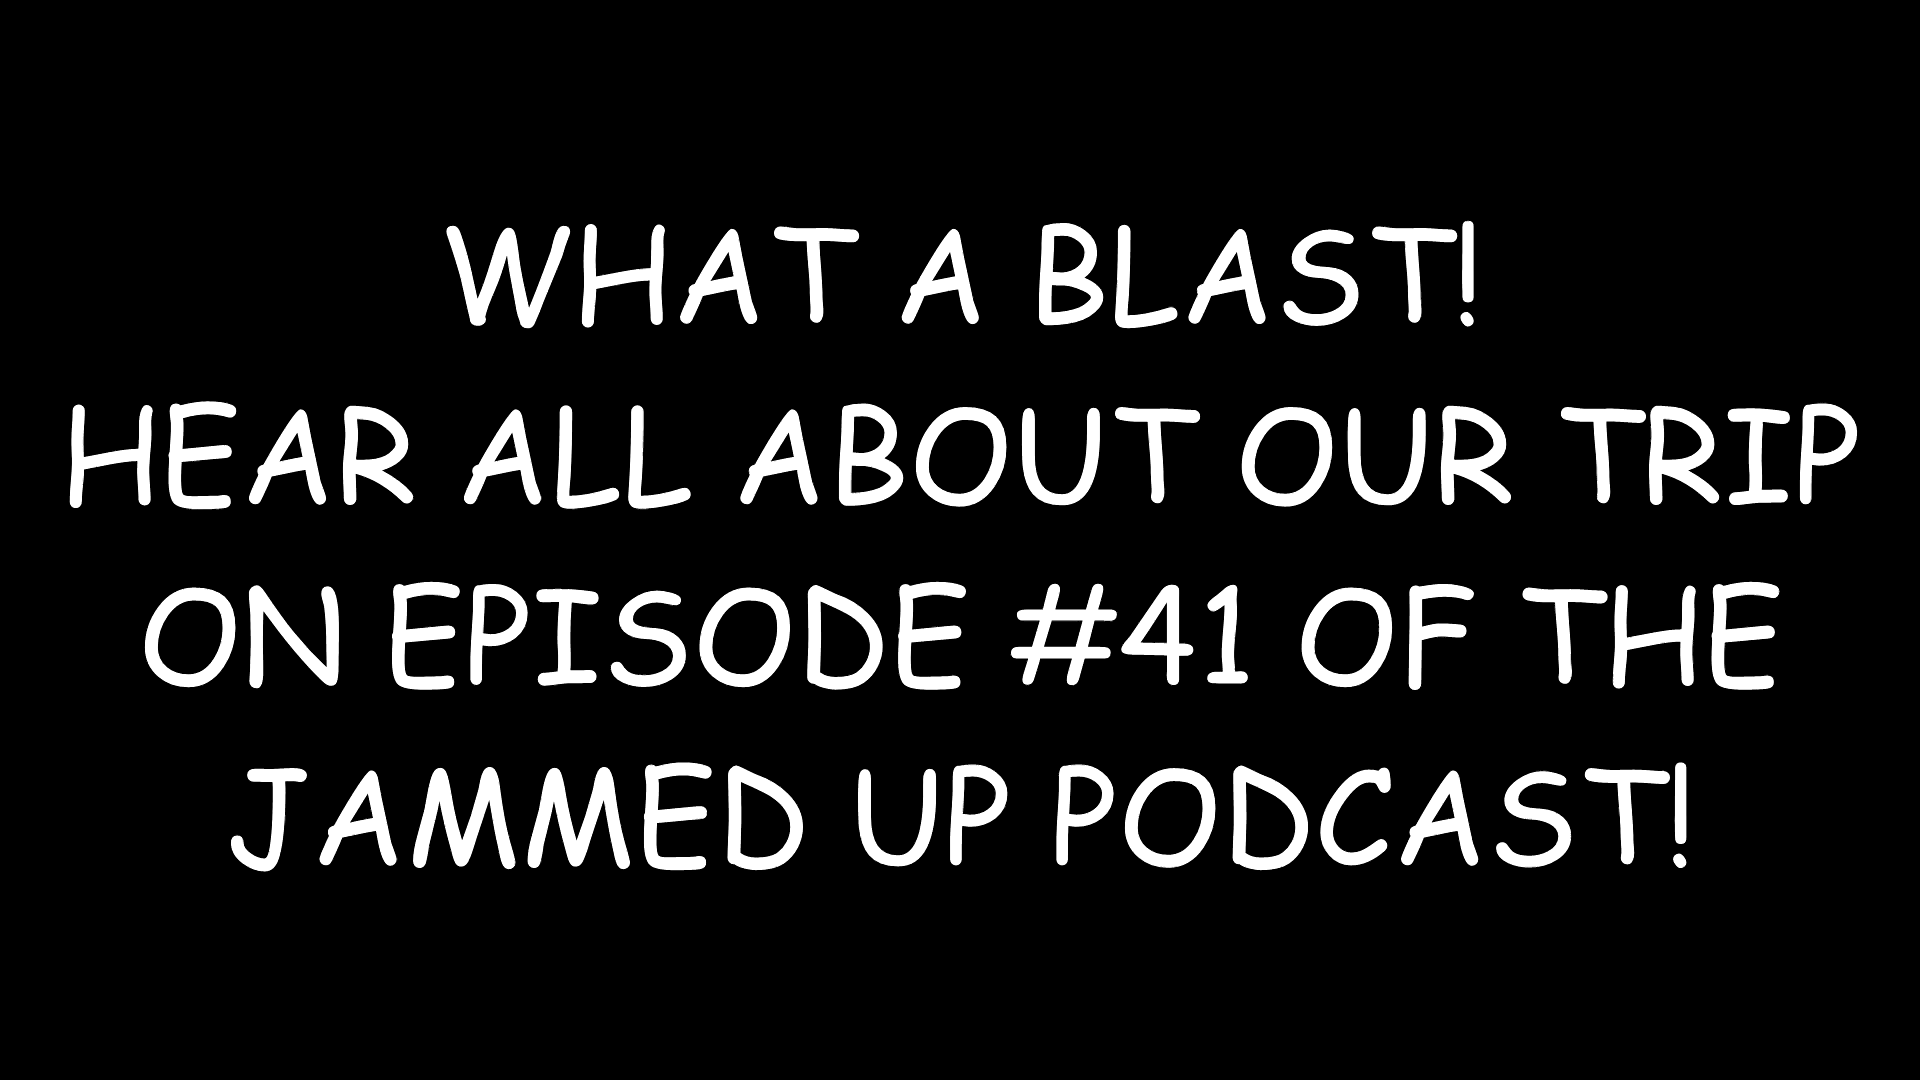 WHAT A BLAST!
HEAR ALL ABOUT OUR TRIP
ON EPISODE #41 OF THE
JAMMED UP PODCAST!